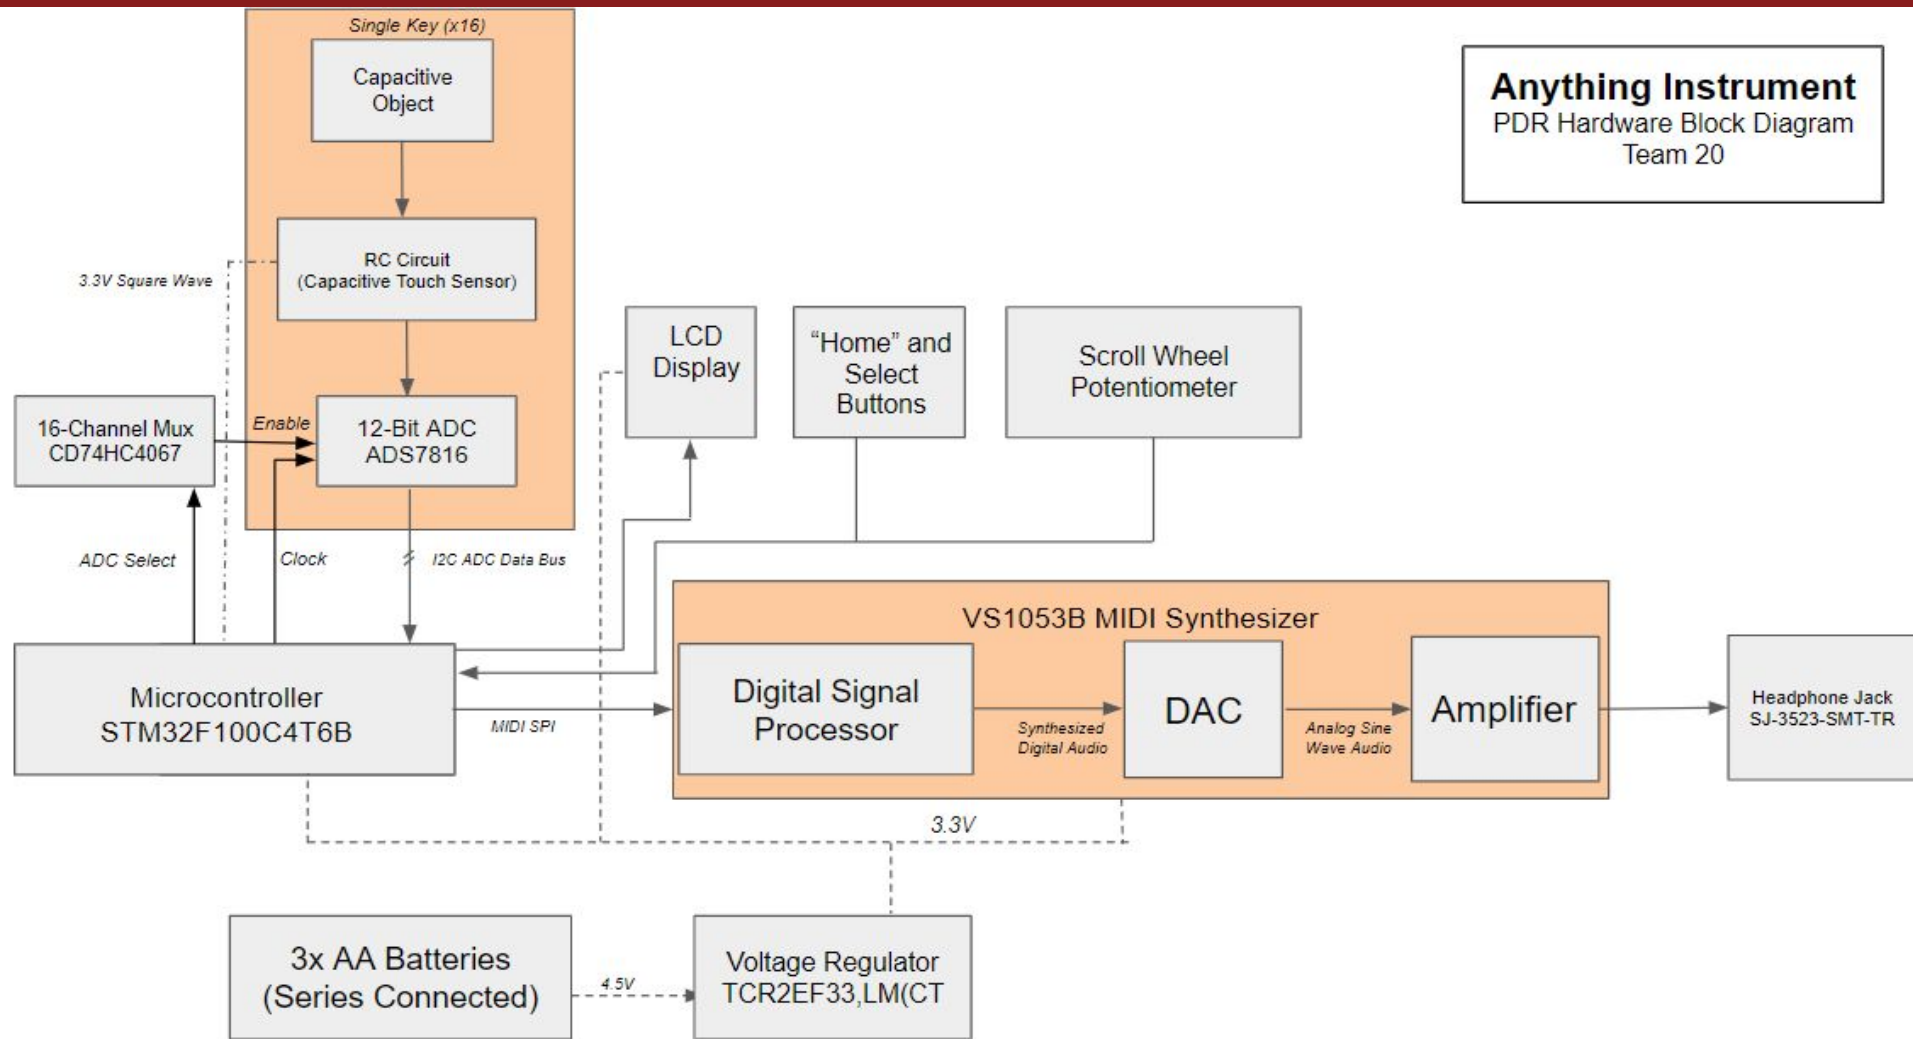 Single Key (x16)
Capacitive
Object
Anything Instrument
PDR Hardware Block Diagram
Team 20
RC Circuit
(Capacitive Touch Sensor)
3.3V Square Wave
LCD
Display
“Home” and
Select
Buttons
Scroll Wheel
Potentiometer
16-Channel Mux
CD74HC4067
Enable
12-Bit ADC
ADS7816
ADC Select
Clock
I2C ADC Data Bus
VS1053B MIDI Synthesizer
Microcontroller
STM32F100C4T6B
MIDI SPI
Digital Signal
Processor
Synthesized
Digital Audio
DAC
Analog Sine
Wave Audio
Amplifier
Headphone Jack
SJ-3523-SMT-TR
3.3V
3x AA Batteries
(Series Connected)
4.5V
Voltage Regulator
TCR2EF33,LM(CT